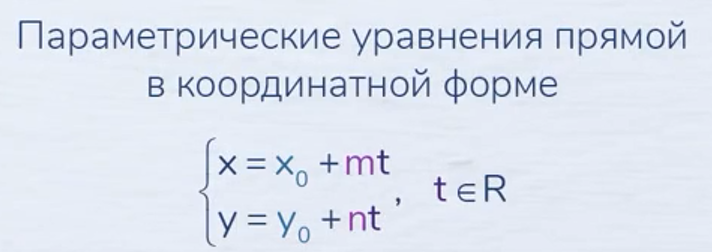 Параметрические уравнения прямой
в координатной форме
x = x₀ + mt
y = y₀ + nt , t ∈ R